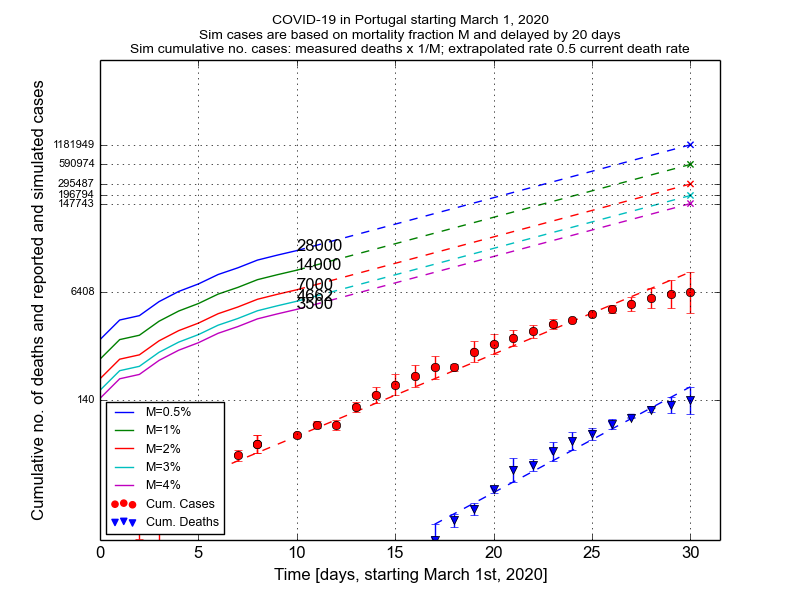 COVID-19 in Portugal starting March 1, 2020
Sim cases are based on mortality fraction M and delayed by 20 days
Sim cumulative no. cases: measured deaths x 1/M; extrapolated rate 0.5 current death rate
Cumulative no. of deaths and reported and simulated cases
1181949
590974
295487
196794
147743
6408
140
28000
14000
7000
4662
3500
M=0.5%
M=1%
M=2%
M=3%
M=4%
Cum. Cases
Cum. Deaths
0 5 10 15 20 25 30
Time [days, starting March 1st, 2020]